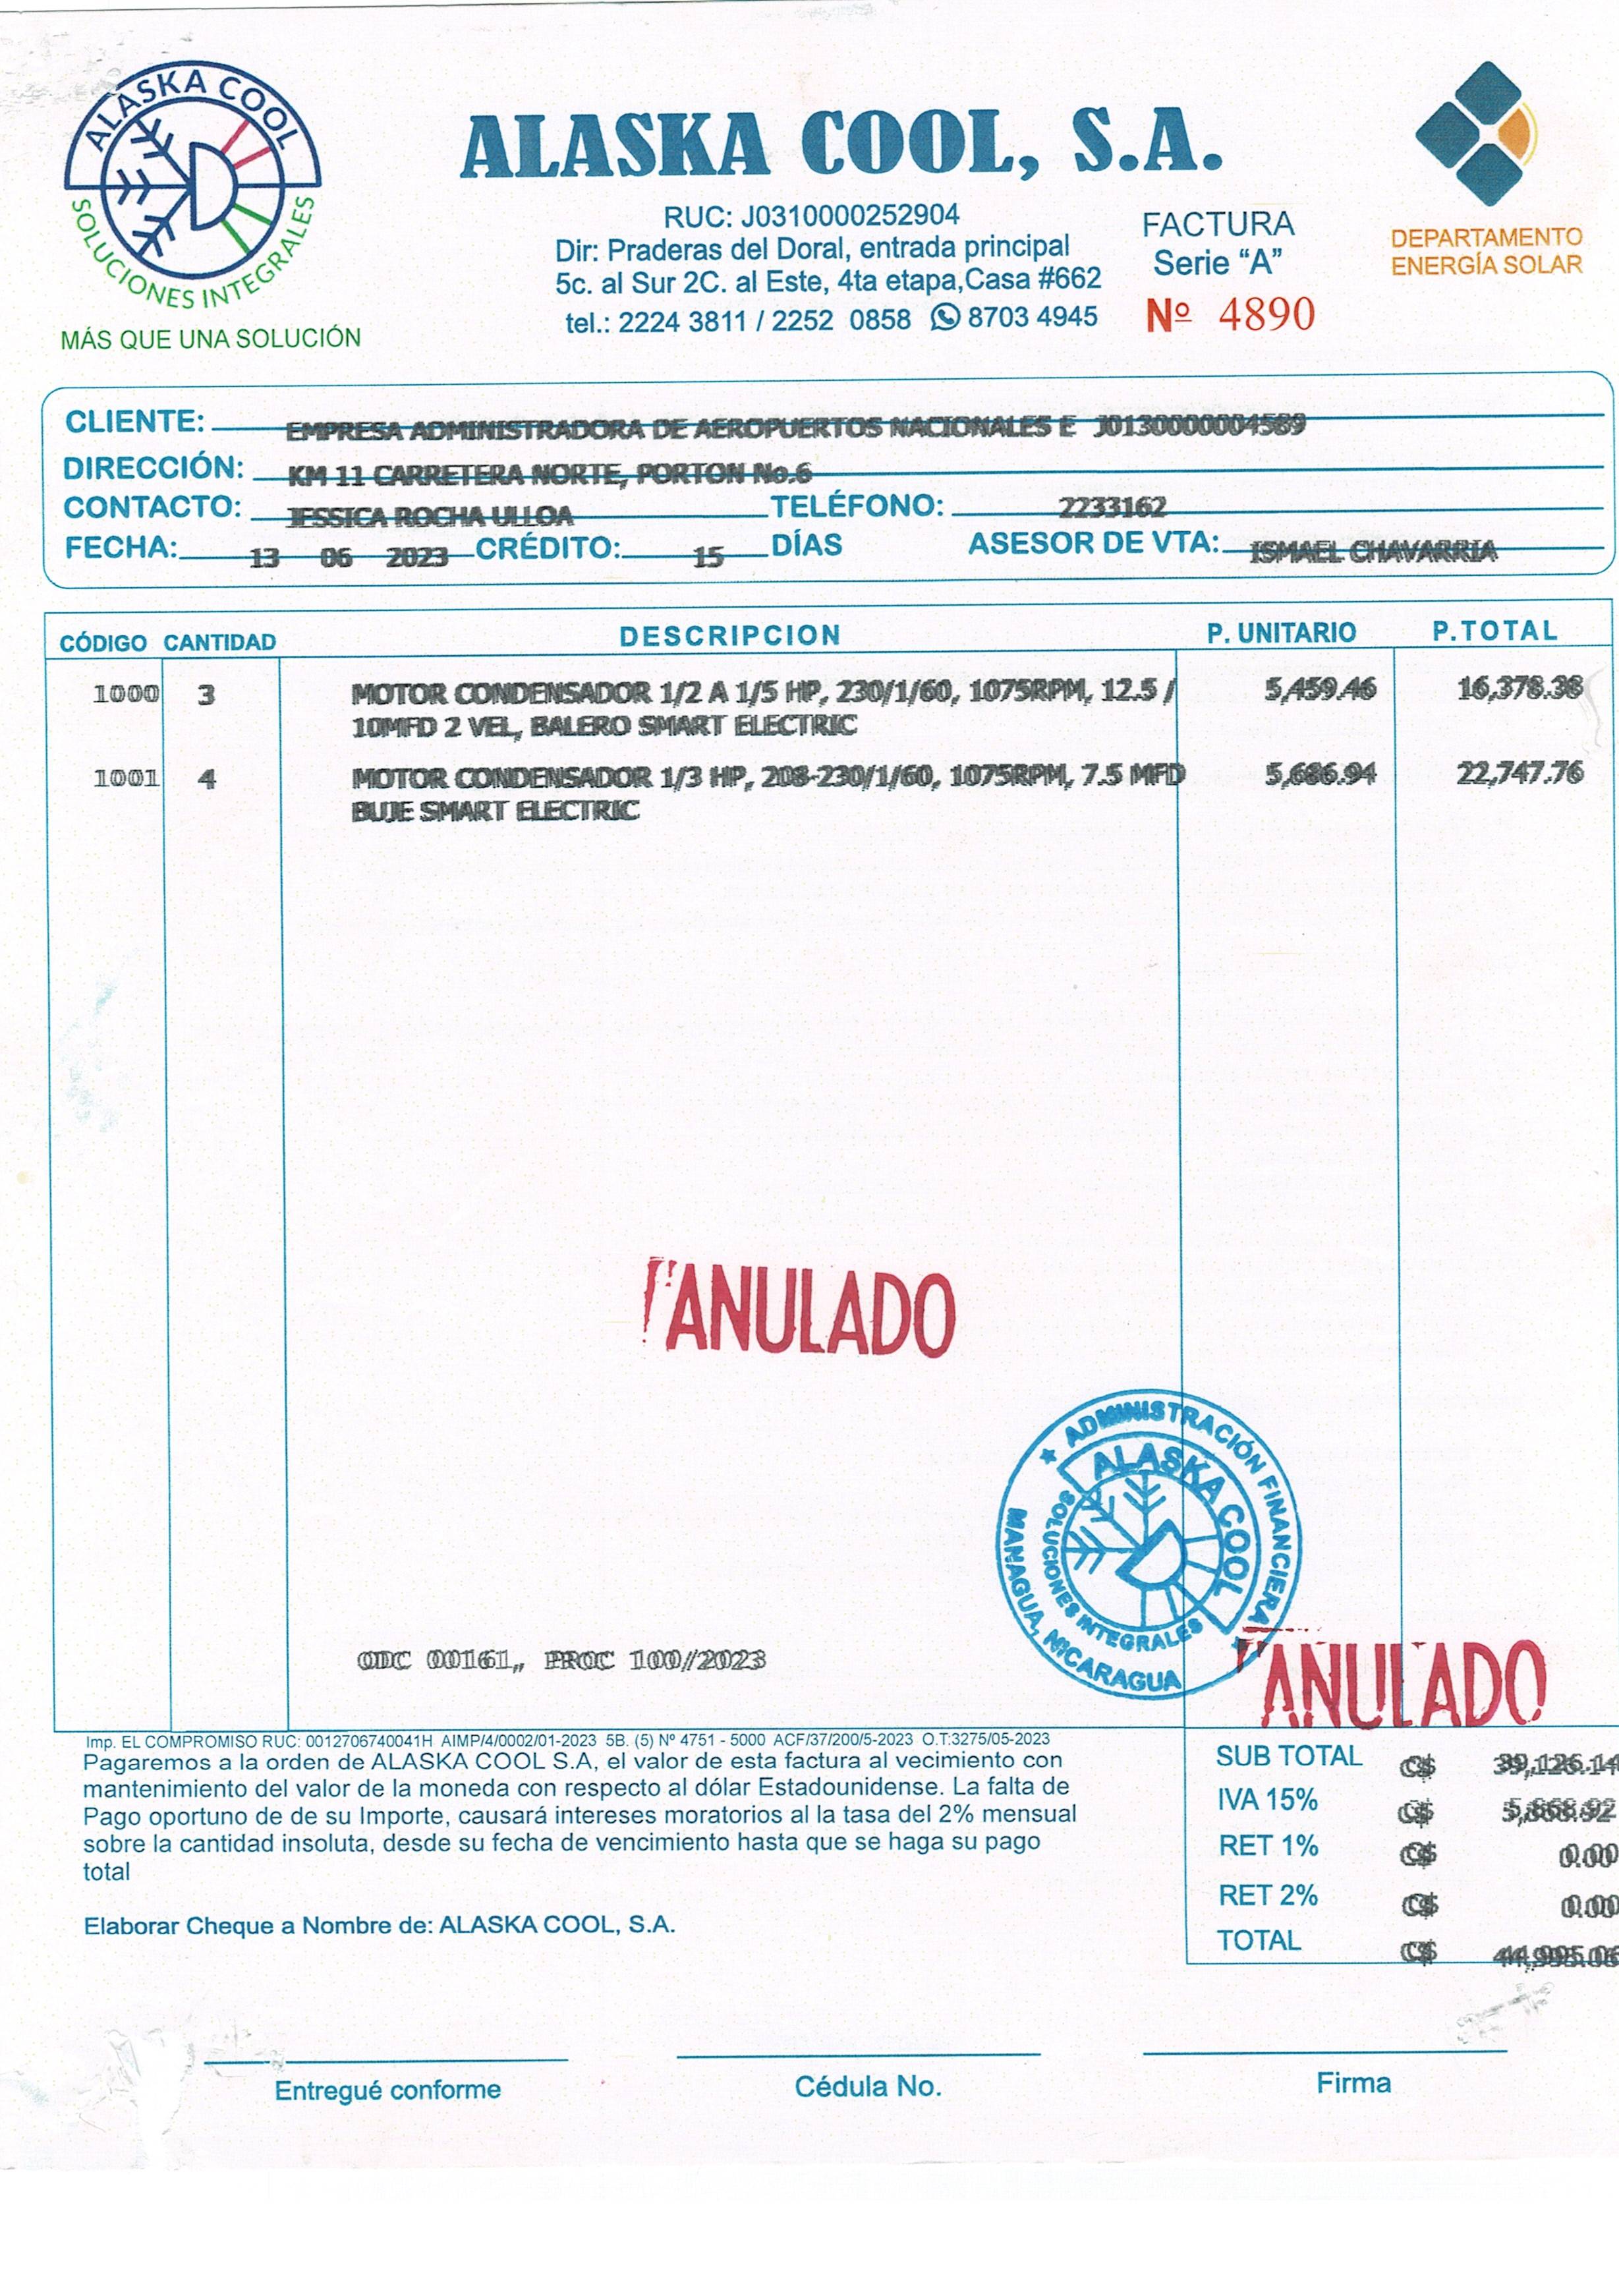 ALASKA COOL
SOLUCIONES INTEGRALES
MÁS QUE UNA SOLUCIÓN
ALASKA COOL, S.A.
RUC: J0310000252904
Dir: Praderas del Doral, entrada principal
5c. al Sur 2C. al Este, 4ta etapa,Casa #662
tel.: 2224 3811 / 2252 0858 8703 4945
FACTURA
Serie "A"
Nº 4890
DEPARTAMENTO
ENERGÍA SOLAR
CLIENTE: EMPRESA ADMINISTRADORA DE AEROPUERTOS NACIONALES E J0130000004589
DIRECCIÓN: KM 11 CARRETERA NORTE, PORTON No.6
CONTACTO: JESSICA ROCHA ULLOA TELÉFONO: 2233162
FECHA: 13 06 2023 CRÉDITO: 15 DÍAS ASESOR DE VTA: ISMAEL CHAVARRIA
CÓDIGO CANTIDAD DESCRIPCION P. UNITARIO P.TOTAL
1000 3 MOTOR CONDENSADOR 1/2 A 1/5 HP, 230/1/60, 1075RPM, 12.5 / 5,459.46 16,378.38
10MFD 2 VEL, BALERO SMART ELECTRIC
1001 4 MOTOR CONDENSADOR 1/3 HP, 208-230/1/60, 1075RPM, 7.5 MFD 5,686.94 22,747.76
BUJE SMART ELECTRIC
ANULADO
ADMINISTRACIÓN FINANCIERA
ALASKA COOL
SOLUCIONES INTEGRALES
MANAGUA, NICARAGUA
ODC 00161, PROC 100/2023
ANULADO
Imp. EL COMPROMISO RUC: 0012706740041H AIMP/4/0002/01-2023 5B. (5) Nº 4751 - 5000 ACF/37/200/5-2023 O.T:3275/05-2023
Pagaremos a la orden de ALASKA COOL S.A, el valor de esta factura al vecimiento con
mantenimiento del valor de la moneda con respecto al dólar Estadounidense. La falta de
Pago oportuno de de su Importe, causará intereses moratorios al la tasa del 2% mensual
sobre la cantidad insoluta, desde su fecha de vencimiento hasta que se haga su pago
total
Elaborar Cheque a Nombre de: ALASKA COOL, S.A.
SUB TOTAL C$ 39,126.14
IVA 15% C$ 5,868.92
RET 1% C$ 0.00
RET 2% C$ 0.00
TOTAL C$ 44,995.06
Entregué conforme
Cédula No.
Firma